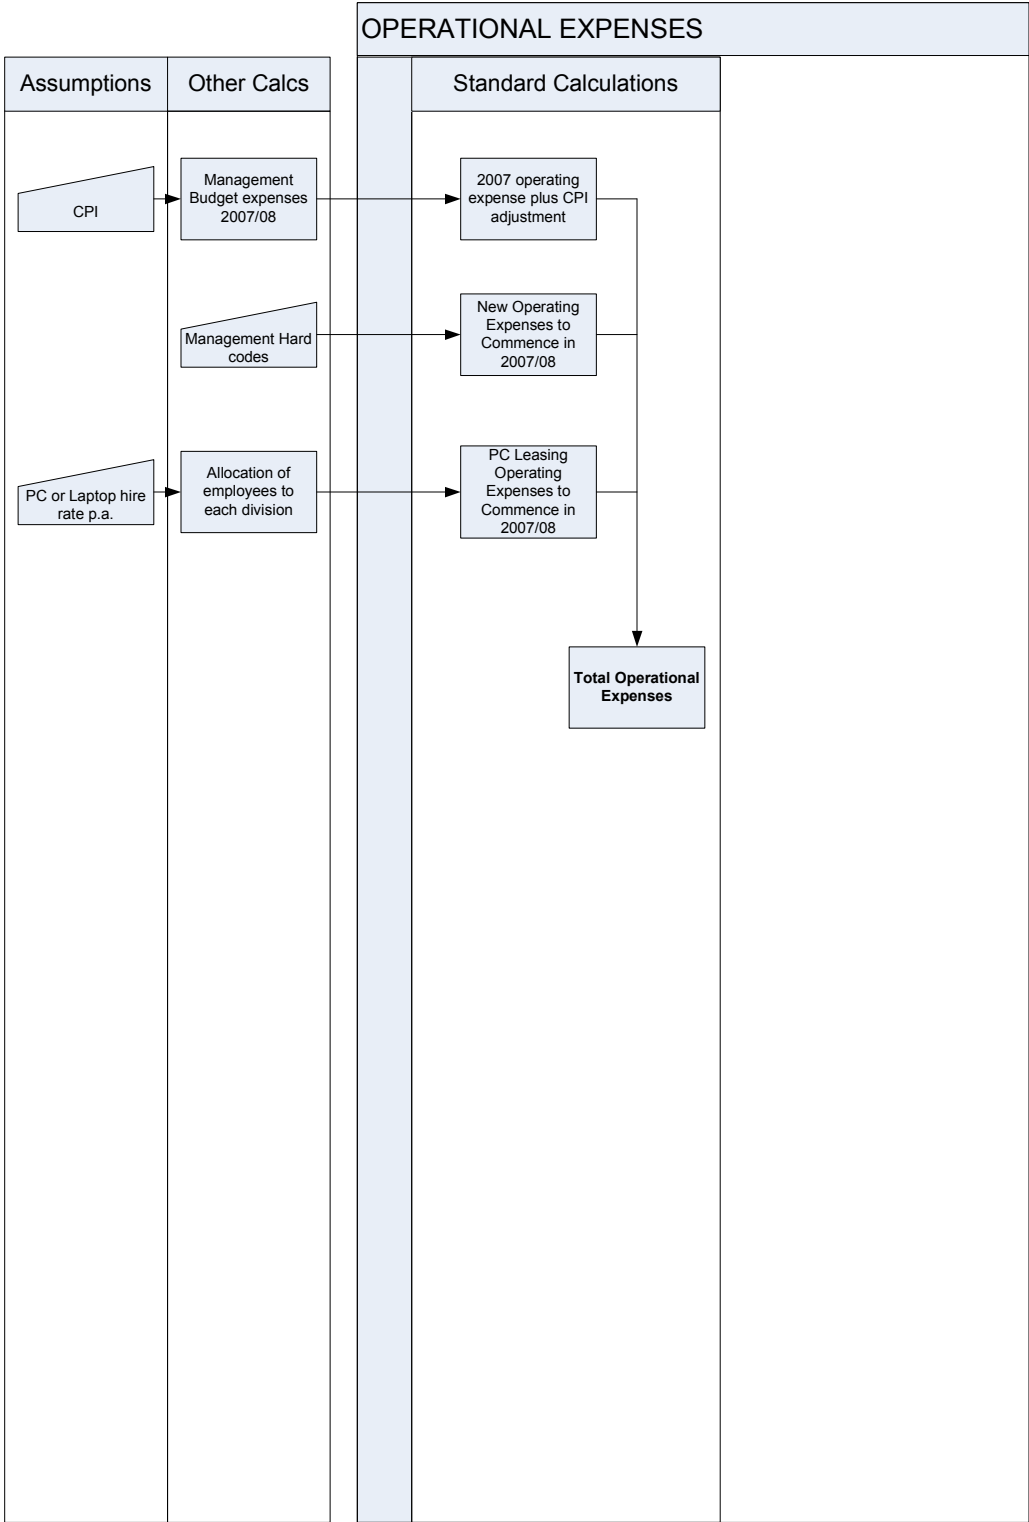 OPERATIONAL EXPENSES
Assumptions
Other Calcs
Standard Calculations
CPI
Management
Budget expenses
2007/08
2007 operating
expense plus CPI
adjustment
Management Hard
codes
New Operating
Expenses to
Commence in
2007/08
PC or Laptop hire
rate p.a.
Allocation of
employees to
each division
PC Leasing
Operating
Expenses to
Commence in
2007/08
Total Operational
Expenses